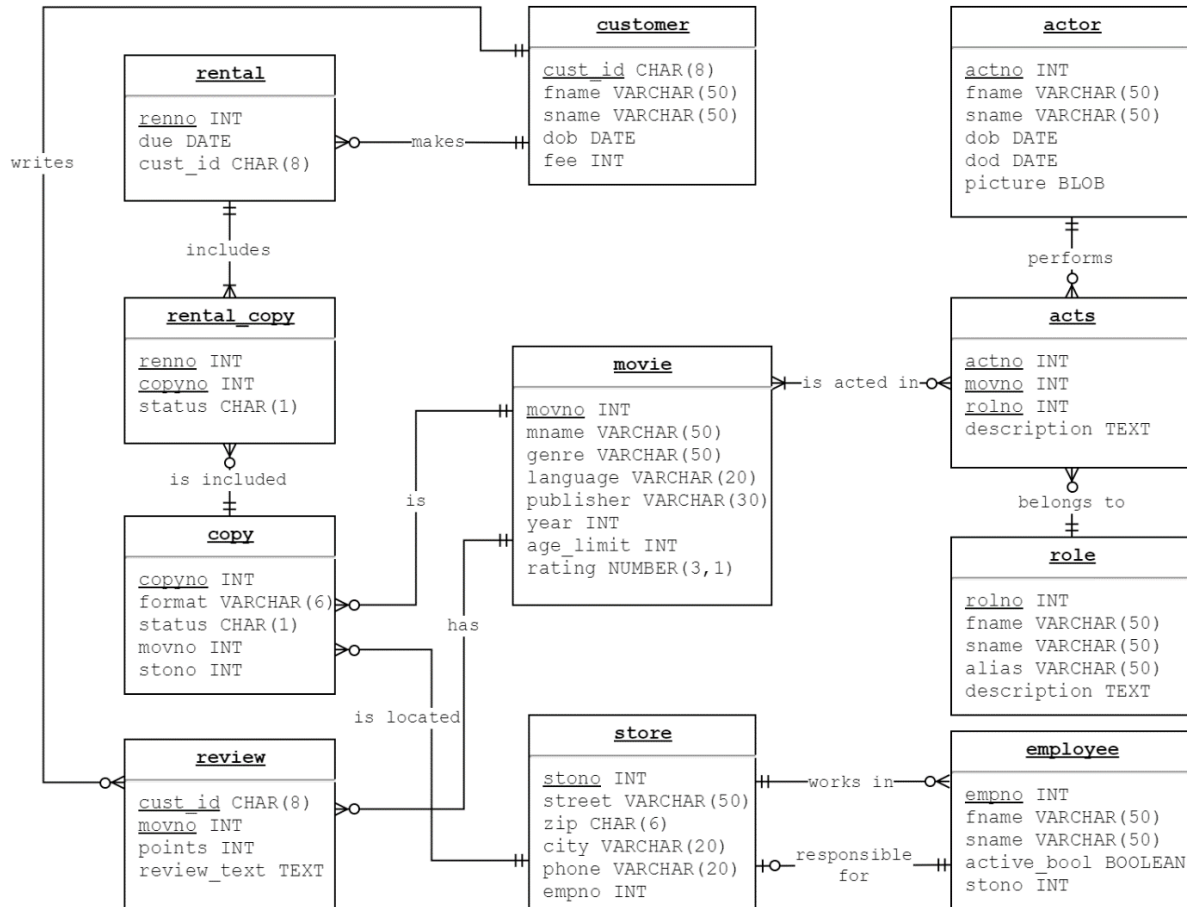 customer
cust_id CHAR(8)
fname VARCHAR(50)
sname VARCHAR(50)
dob DATE
fee INT
actor
actno INT
fname VARCHAR(50)
sname VARCHAR(50)
dob DATE
dod DATE
picture BLOB
rental
renno INT
due DATE
cust_id CHAR(8)
writes
makes
includes
performs
rental_copy
renno INT
copyno INT
status CHAR(1)
movie
movno INT
mname VARCHAR(50)
genre VARCHAR(50)
language VARCHAR(20)
publisher VARCHAR(30)
year INT
age_limit INT
rating NUMBER(3,1)
is acted in
acts
actno INT
movno INT
rolno INT
description TEXT
is included
is
belongs to
copy
copyno INT
format VARCHAR(6)
status CHAR(1)
movno INT
stono INT
has
role
rolno INT
fname VARCHAR(50)
sname VARCHAR(50)
alias VARCHAR(50)
description TEXT
is located
review
cust_id CHAR(8)
movno INT
points INT
review_text TEXT
store
stono INT
street VARCHAR(50)
zip CHAR(6)
city VARCHAR(20)
phone VARCHAR(20)
empno INT
works in
responsible
for
employee
empno INT
fname VARCHAR(50)
sname VARCHAR(50)
active_bool BOOLEAN
stono INT